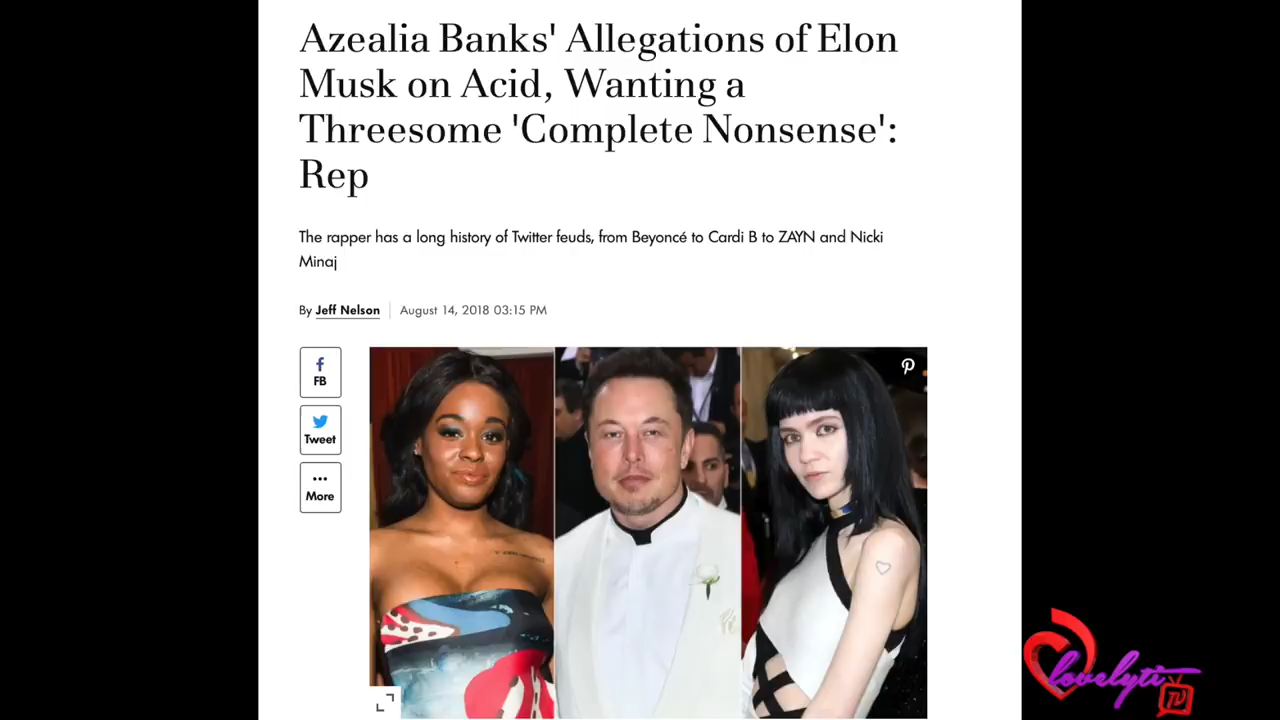 Azealia Banks' Allegations of Elon
Musk on Acid, Wanting a
Threesome 'Complete Nonsense':
Rep
The rapper has a long history of Twitter feuds, from Beyoncé to Cardi B to ZAYN and Nicki
Minaj
By Jeff Nelson August 14, 2018 03:15 PM
FB
Tweet
More
lovelyti
TV